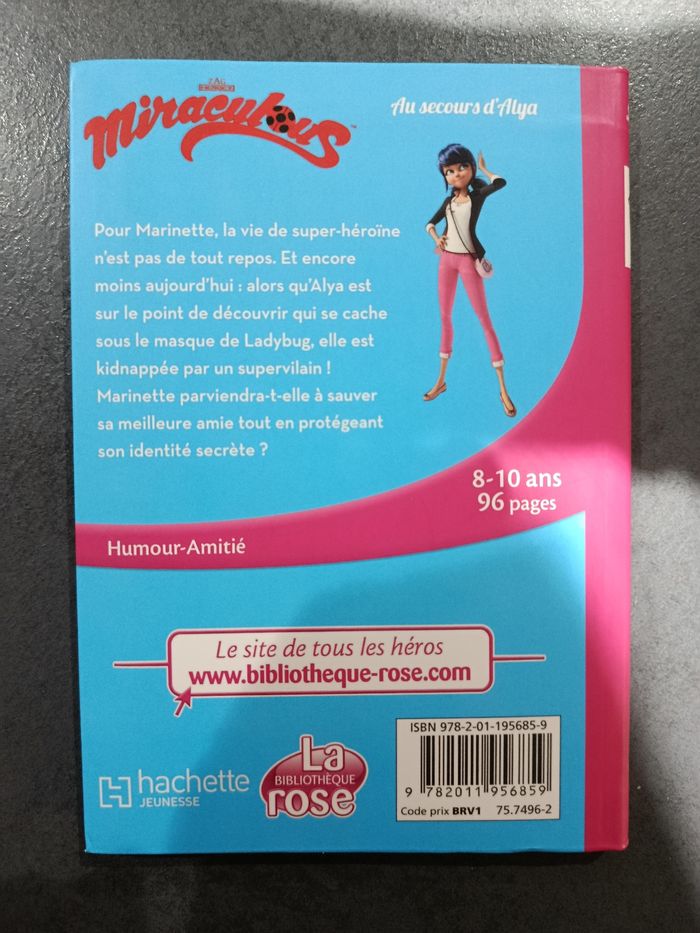 ZAG
HEROEZ
Miraculous
Au secours d'Alya
Pour Marinette, la vie de super-héroïne
n'est pas de tout repos. Et encore
moins aujourd'hui : alors qu'Alya est
sur le point de découvrir qui se cache
sous le masque de Ladybug, elle est
kidnappée par un supervilain !
Marinette parviendra-t-elle à sauver
sa meilleure amie tout en protégeant
son identité secrète ?
8-10 ans
96 pages
Humour-Amitié
Le site de tous les héros
www.bibliotheque-rose.com
hachette
JEUNESSE
La
BIBLIOTHÈQUE
rose
ISBN 978-2-01-195685-9
9 782011 956859
Code prix BRV1 75.7496-2